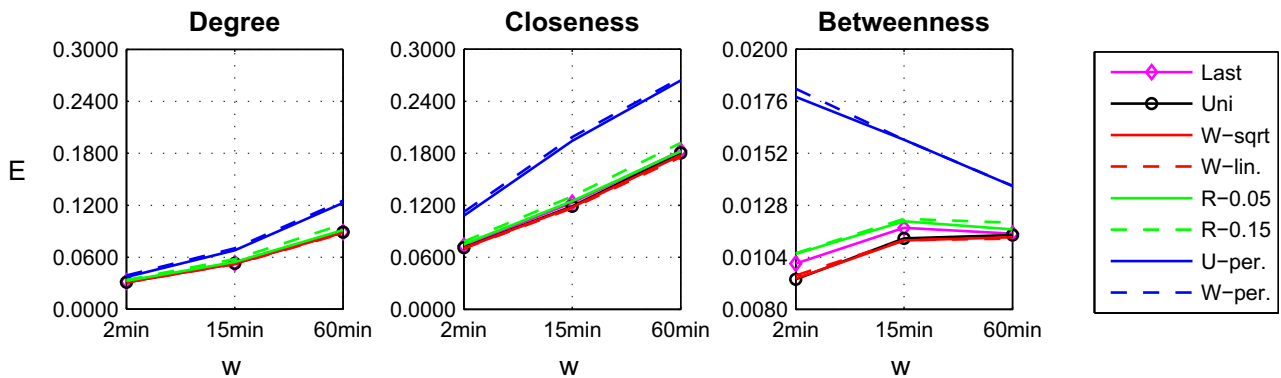 Degree
Closeness
Betweenness
E
0.3000
0.2400
0.1800
0.1200
0.0600
0.0000
2min 15min 60min
w
0.3000
0.2400
0.1800
0.1200
0.0600
0.0000
2min 15min 60min
w
0.0200
0.0176
0.0152
0.0128
0.0104
0.0080
2min 15min 60min
w
Last
Uni
W−sqrt
W−lin.
R−0.05
R−0.15
U−per.
W−per.